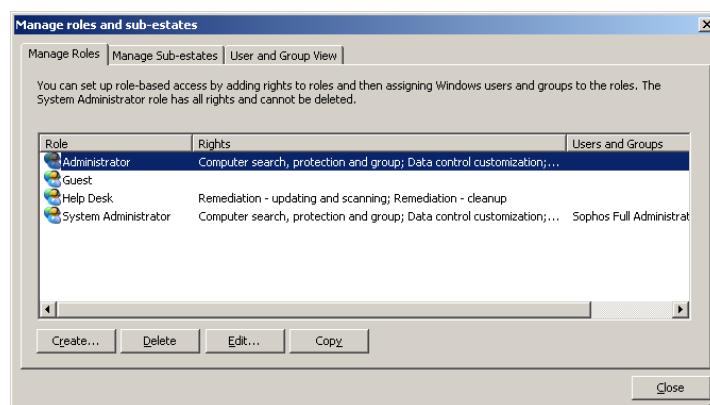 Manage roles and sub-estates
Manage Roles Manage Sub-estates User and Group View
You can set up role-based access by adding rights to roles and then assigning Windows users and groups to the roles. The
System Administrator role has all rights and cannot be deleted.
Role Rights Users and Groups
Administrator Computer search, protection and group; Data control customization;...
Guest
Help Desk Remediation - updating and scanning; Remediation - cleanup
System Administrator Computer search, protection and group; Data control customization;... Sophos Full Administrat
Create... Delete Edit... Copy
Close